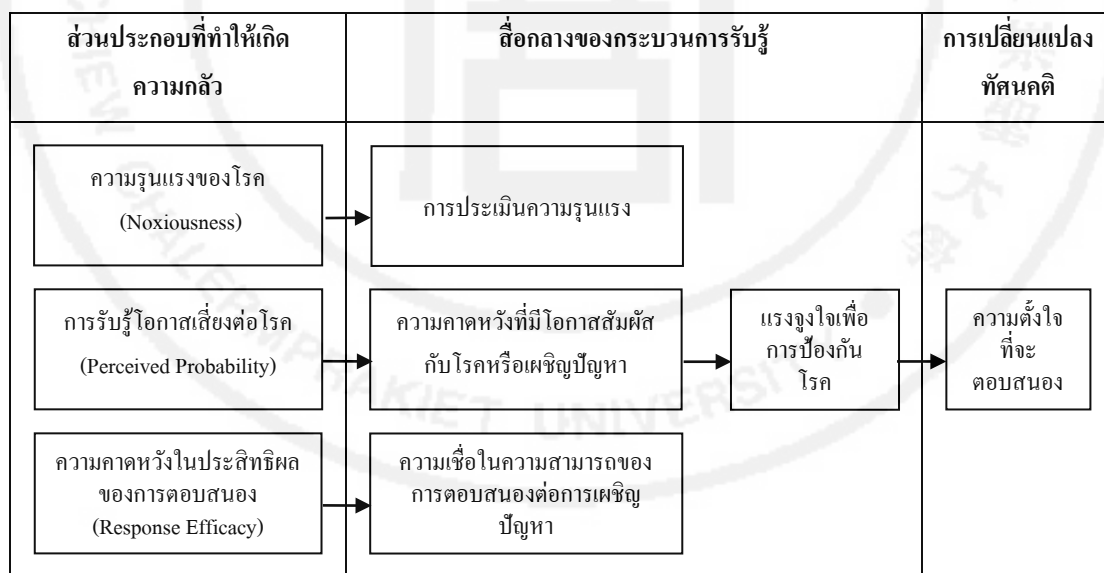 ส่วนประกอบที่ทำให้เกิด
ความกลัว
สื่อกลางของกระบวนการรับรู้
การเปลี่ยนแปลง
ทัศนคติ
ความรุนแรงของโรค
(Noxiousness)
การประเมินความรุนแรง
การรับรู้โอกาสเสี่ยงต่อโรค
(Perceived Probability)
ความคาดหวังที่มีโอกาสสัมผัส
กับโรคหรือเผชิญปัญหา
แรงจูงใจเพื่อ
การป้องกัน
โรค
ความตั้งใจ
ที่จะ
ตอบสนอง
ความคาดหวังในประสิทธิผล
ของการตอบสนอง
(Response Efficacy)
ความเชื่อในความสามารถของ
การตอบสนองต่อการเผชิญ
ปัญหา
CHALERMPRAKIET UNIVERSITY